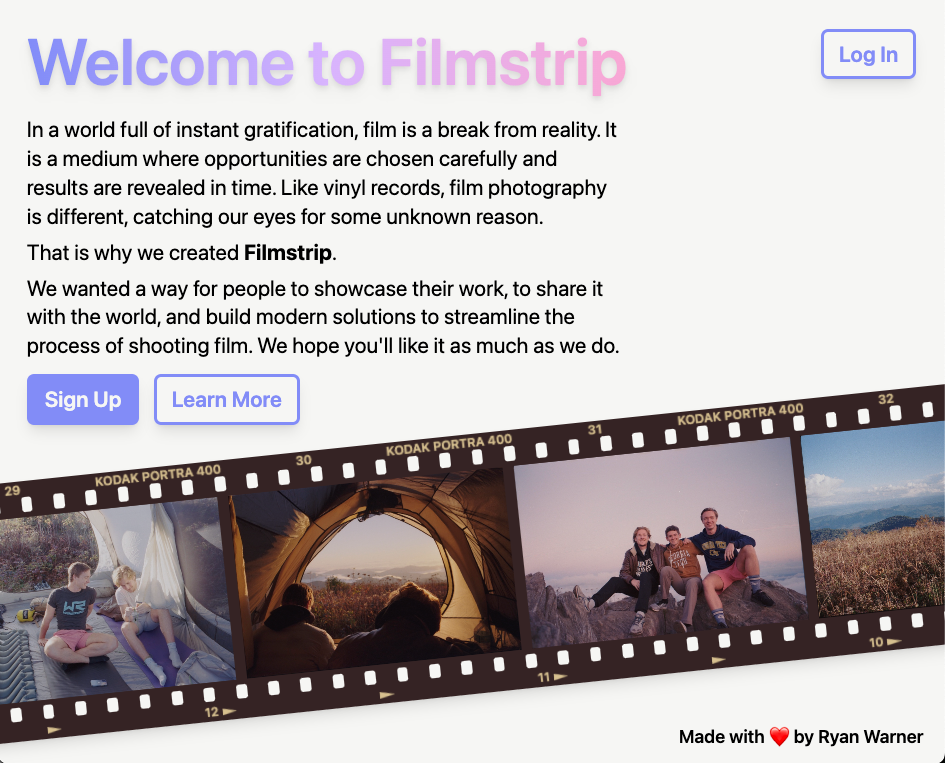 Welcome to Filmstrip
Log In
In a world full of instant gratification, film is a break from reality. It
is a medium where opportunities are chosen carefully and
results are revealed in time. Like vinyl records, film photography
is different, catching our eyes for some unknown reason.
That is why we created Filmstrip.
We wanted a way for people to showcase their work, to share it
with the world, and build modern solutions to streamline the
process of shooting film. We hope you'll like it as much as we do.
Sign Up
Learn More
29
KODAK PORTRA 400
30
KODAK PORTRA 400
31
KODAK PORTRA 400
32
12
11
10
Made with ❤️ by Ryan Warner